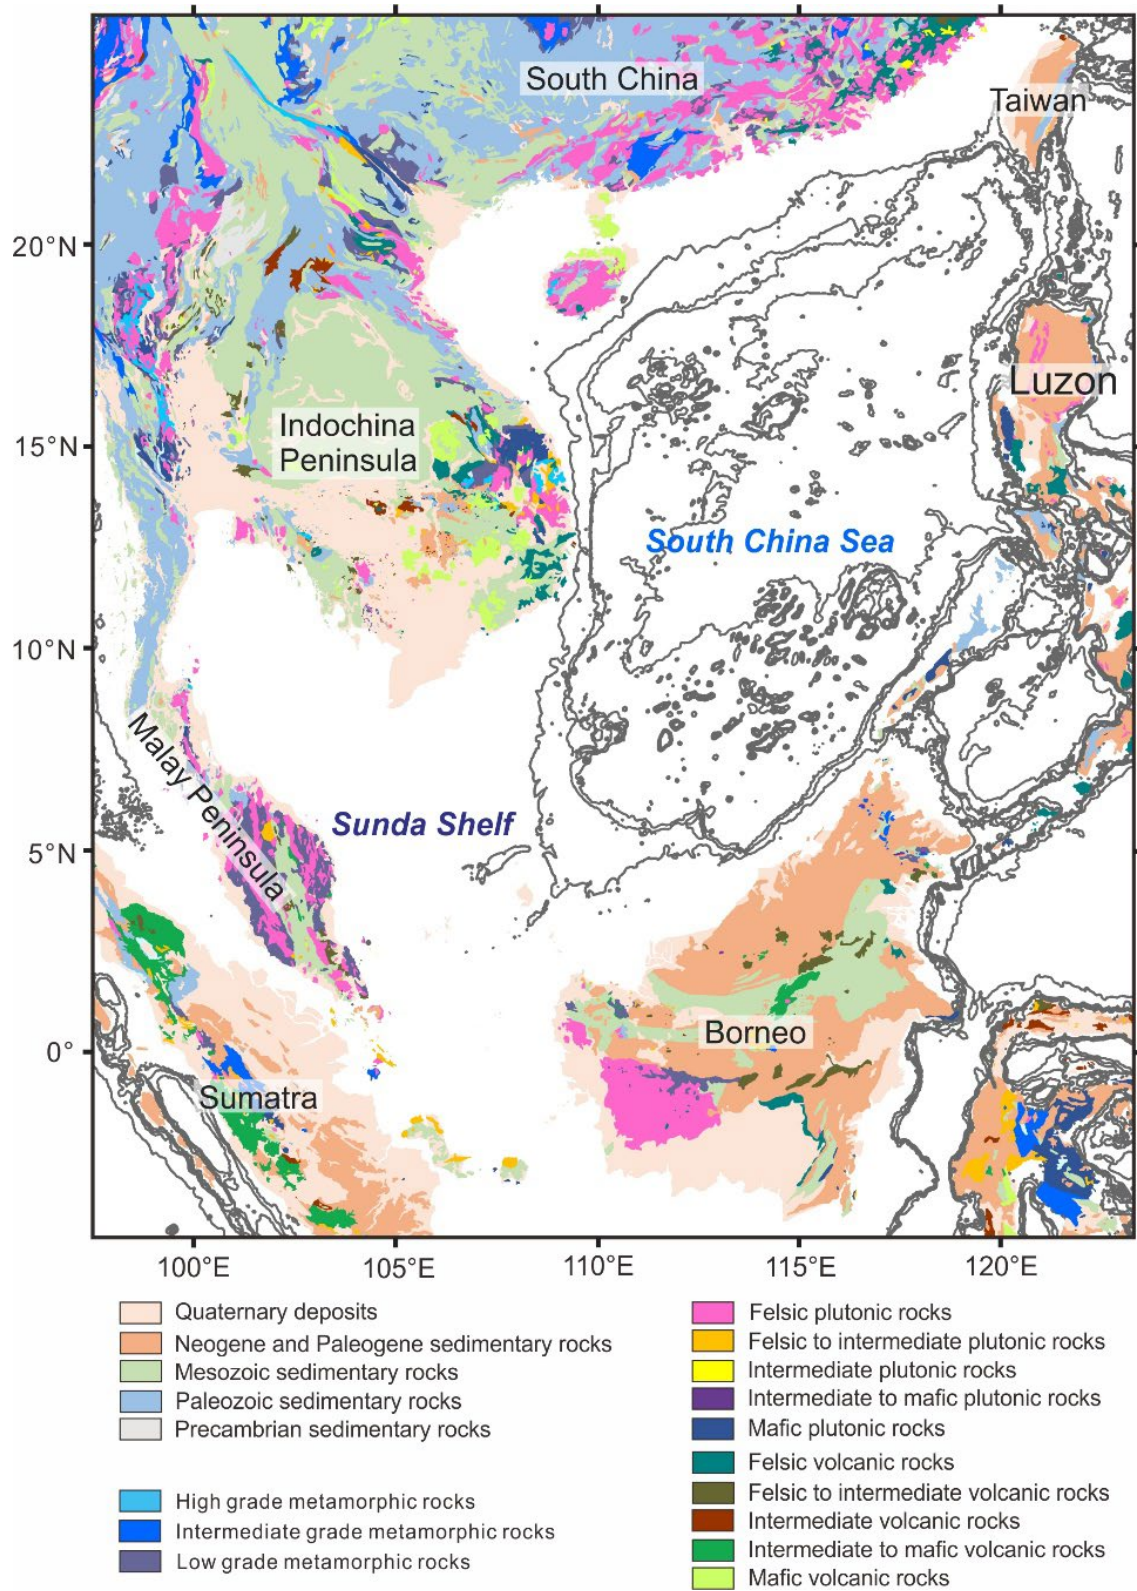 South China
Taiwan
20°N
Luzon
15°N
Indochina
Peninsula
South China Sea
10°N
Malay Peninsula
Sunda Shelf
5°N
Borneo
0°
Sumatra
100°E
105°E
110°E
115°E
120°E
Quaternary deposits
Neogene and Paleogene sedimentary rocks
Mesozoic sedimentary rocks
Paleozoic sedimentary rocks
Precambrian sedimentary rocks
High grade metamorphic rocks
Intermediate grade metamorphic rocks
Low grade metamorphic rocks
Felsic plutonic rocks
Felsic to intermediate plutonic rocks
Intermediate plutonic rocks
Intermediate to mafic plutonic rocks
Mafic plutonic rocks
Felsic volcanic rocks
Felsic to intermediate volcanic rocks
Intermediate volcanic rocks
Intermediate to mafic volcanic rocks
Mafic volcanic rocks